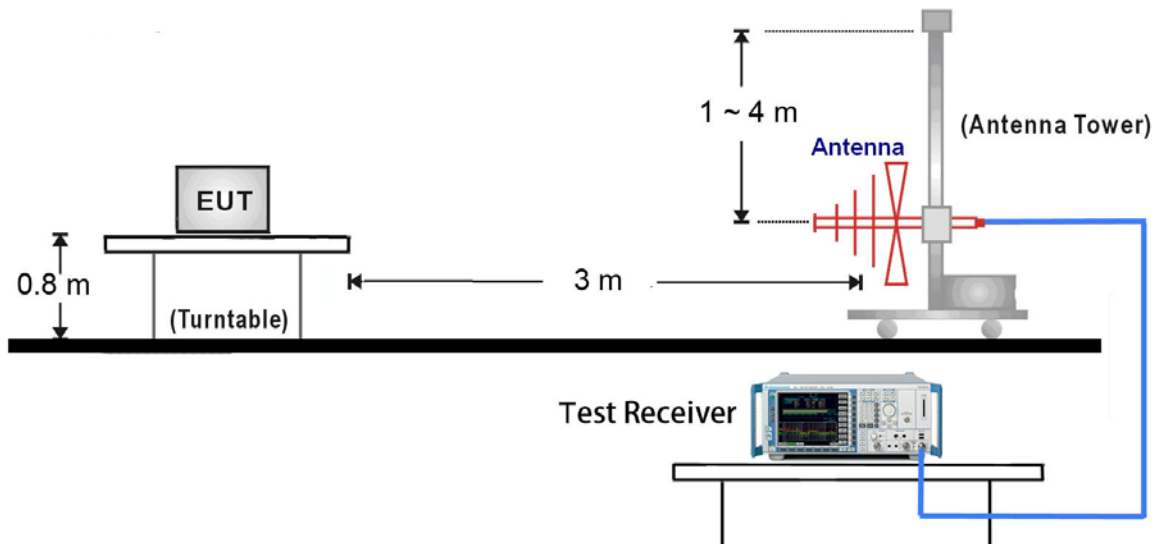 1 ~ 4 m
(Antenna Tower)
Antenna
EUT
0.8 m
3 m
(Turntable)
Test Receiver